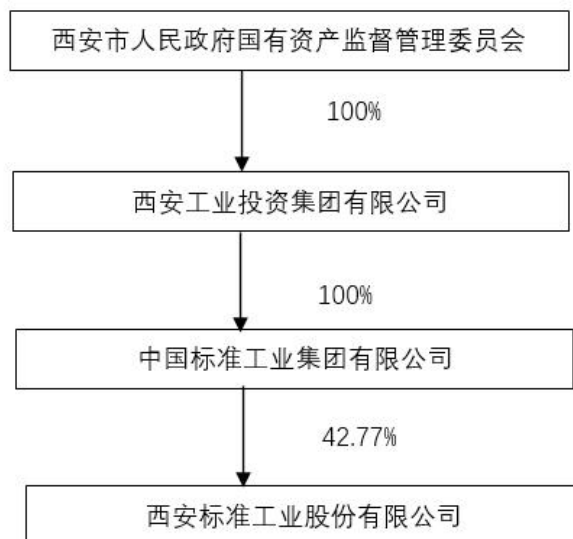 西安市人民政府国有资产监督管理委员会
100%
西安工业投资集团有限公司
100%
中国标准工业集团有限公司
42.77%
西安标准工业股份有限公司